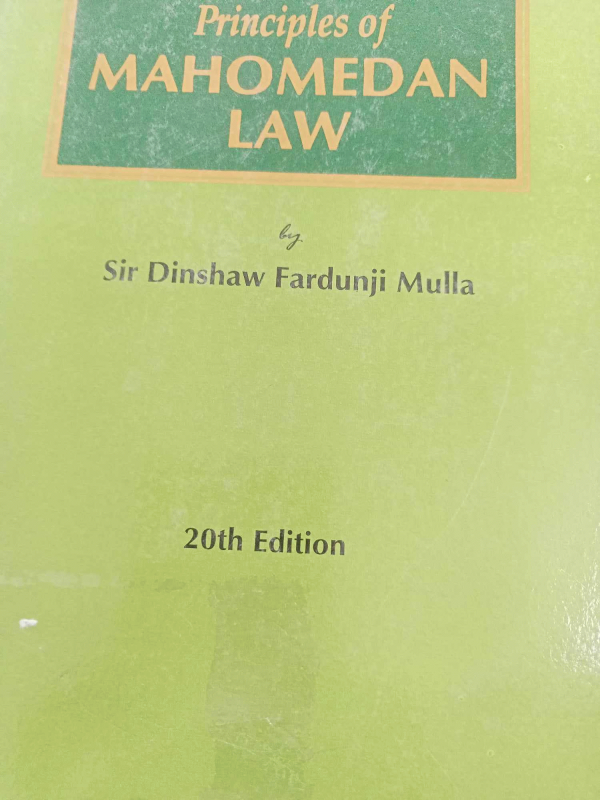 Principles of
MAHOMEDAN
LAW
by
Sir Dinshaw Fardunji Mulla
20th Edition